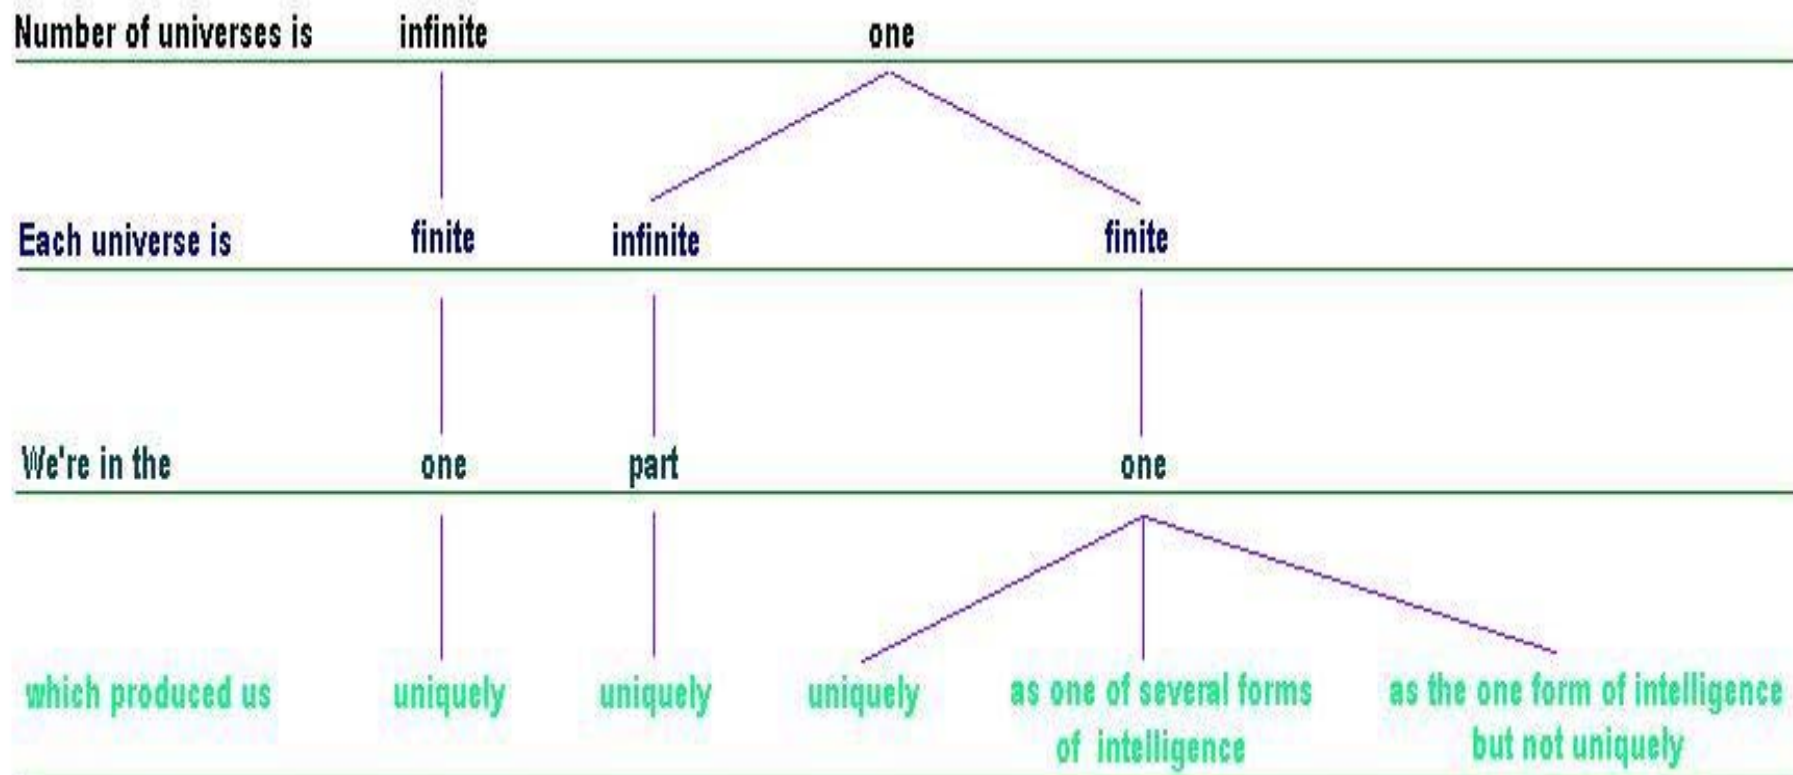 Number of universes is infinite one
Each universe is finite infinite finite
We're in the one part one
which produced us uniquely uniquely uniquely as one of several forms as the one form of intelligence
of intelligence but not uniquely